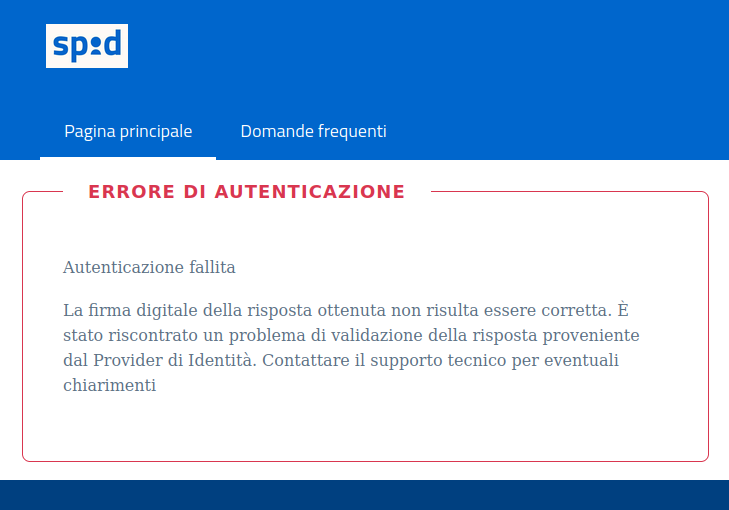 spid
Pagina principale Domande frequenti
ERRORE DI AUTENTICAZIONE
Autenticazione fallita
La firma digitale della risposta ottenuta non risulta essere corretta. È
stato riscontrato un problema di validazione della risposta proveniente
dal Provider di Identità. Contattare il supporto tecnico per eventuali
chiarimenti